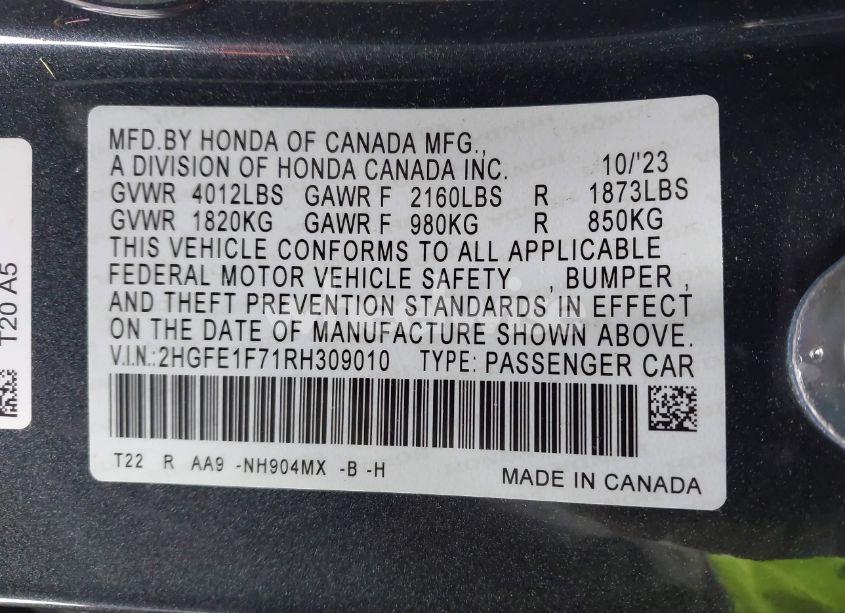 MFD.BY HONDA OF CANADA MFG.,
A DIVISION OF HONDA CANADA INC. 10/'23
GVWR 4012LBS GAWR F 2160LBS R 1873LBS
GVWR 1820KG GAWR F 980KG R 850KG
THIS VEHICLE CONFORMS TO ALL APPLICABLE
FEDERAL MOTOR VEHICLE SAFETY , BUMPER ,
AND THEFT PREVENTION STANDARDS IN EFFECT
ON THE DATE OF MANUFACTURE SHOWN ABOVE.
V.I.N.:2HGFE1F71RH309010 TYPE: PASSENGER CAR
T22 R AA9 -NH904MX -B -H
MADE IN CANADA
T20 A5